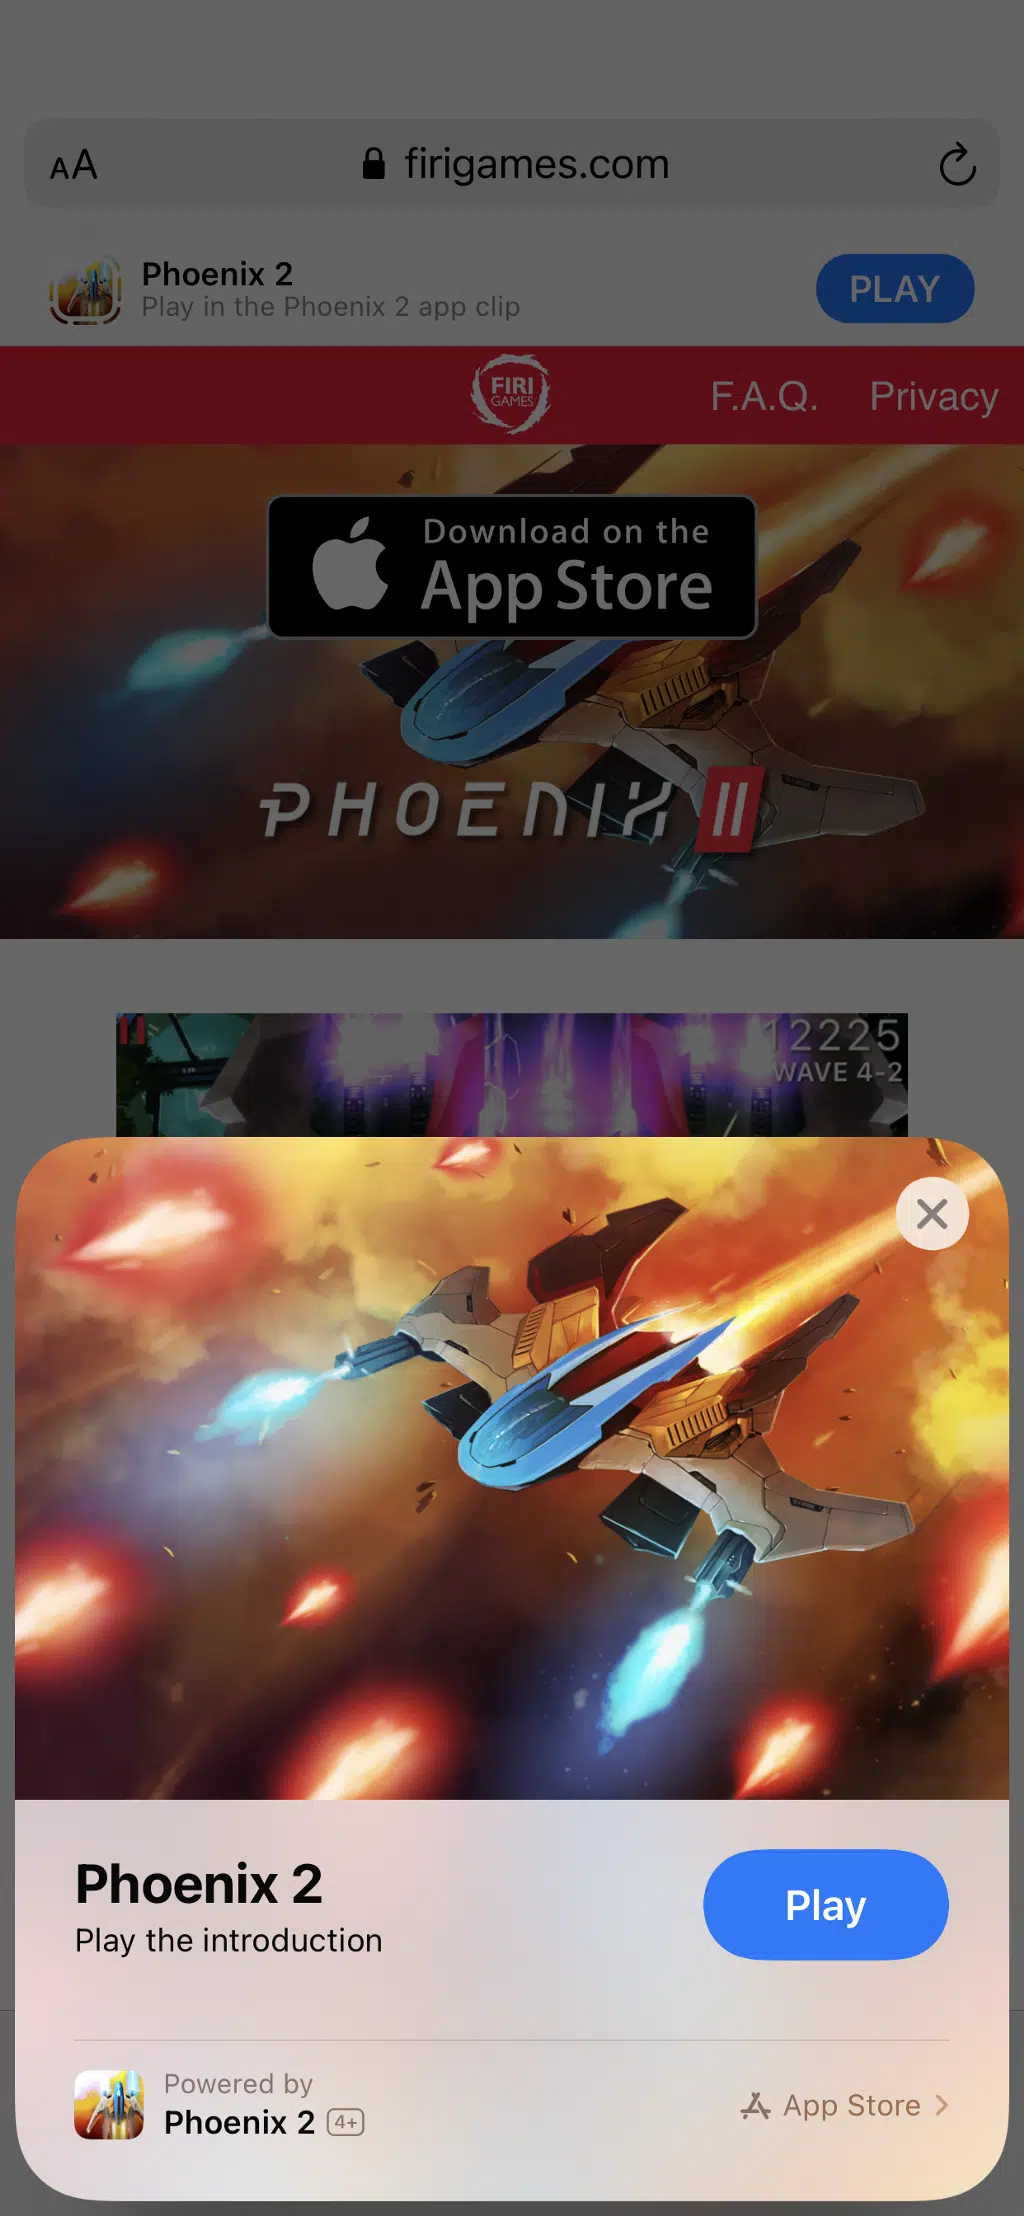 AA
firigames.com
Phoenix 2
Play in the Phoenix 2 app clip
PLAY
FIRI
GAMES
F.A.Q.
Privacy
Download on the
App Store
PHOENIX II
12225
WAVE 4-2
Phoenix 2
Play the introduction
Play
Powered by
Phoenix 2 4+
App Store